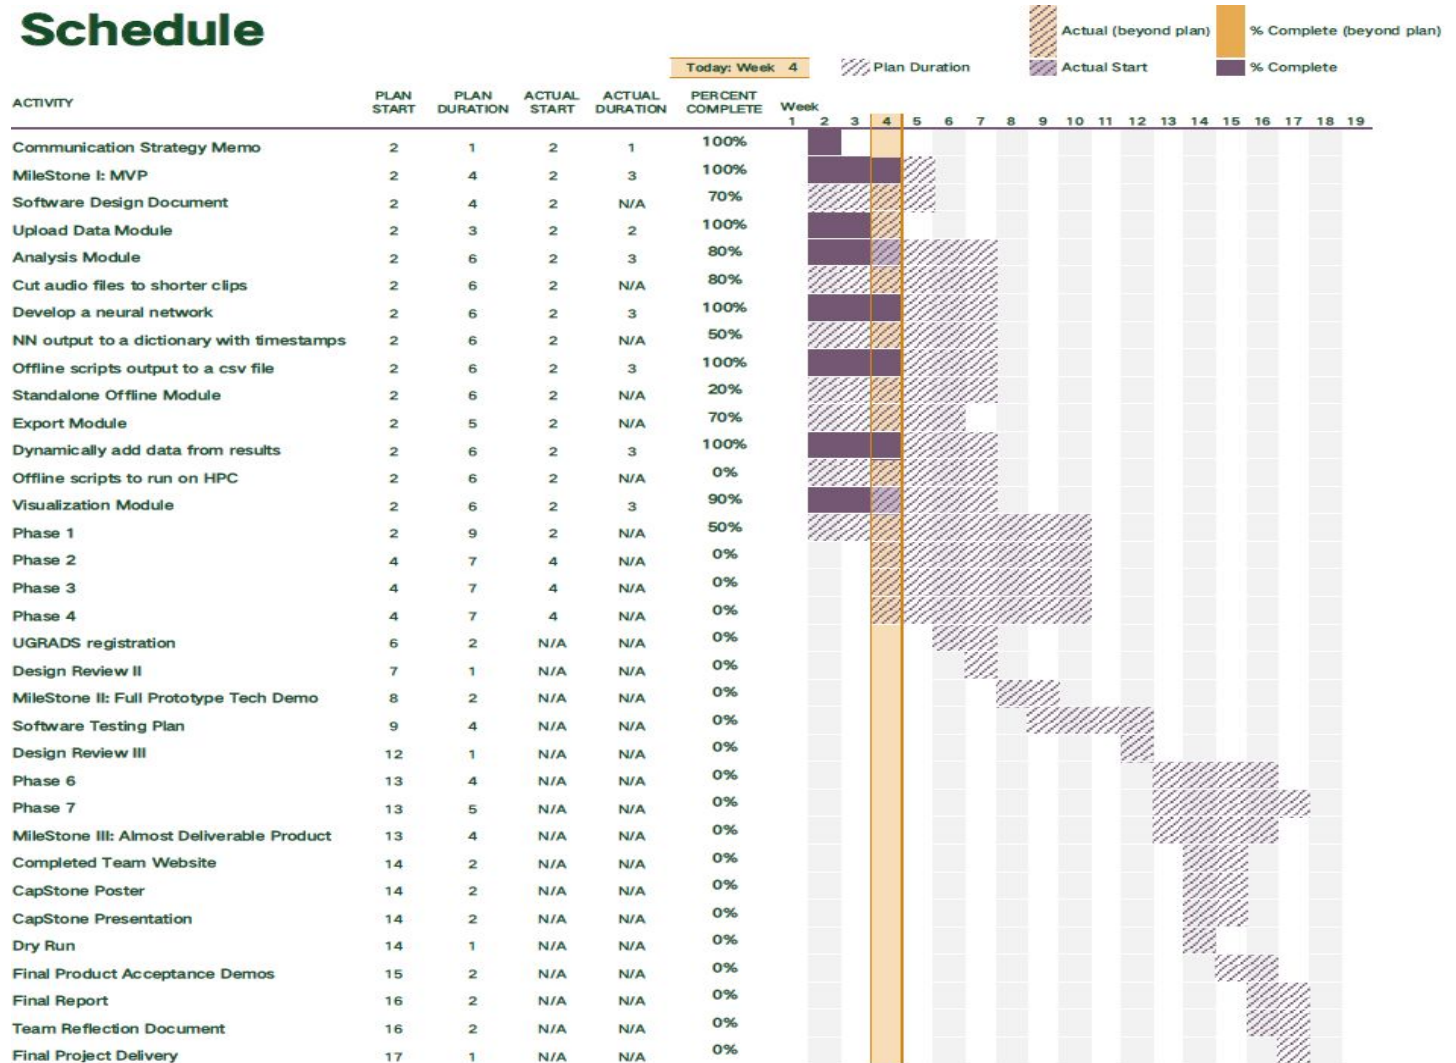 Schedule
Actual (beyond plan) % Complete (beyond plan)
Today: Week 4 Plan Duration Actual Start % Complete
ACTIVITY PLAN START PLAN DURATION ACTUAL START ACTUAL DURATION PERCENT COMPLETE Week
1 2 3 4 5 6 7 8 9 10 11 12 13 14 15 16 17 18 19
Communication Strategy Memo 2 1 2 1 100%
MileStone I: MVP 2 4 2 3 100%
Software Design Document 2 4 2 N/A 70%
Upload Data Module 2 3 2 2 100%
Analysis Module 2 6 2 3 80%
Cut audio files to shorter clips 2 6 2 N/A 80%
Develop a neural network 2 6 2 3 100%
NN output to a dictionary with timestamps 2 6 2 N/A 50%
Offline scripts output to a csv file 2 6 2 3 100%
Standalone Offline Module 2 6 2 N/A 20%
Export Module 2 5 2 N/A 70%
Dynamically add data from results 2 6 2 3 100%
Offline scripts to run on HPC 2 6 2 N/A 0%
Visualization Module 2 6 2 3 90%
Phase 1 2 9 2 N/A 50%
Phase 2 4 7 4 N/A 0%
Phase 3 4 7 4 N/A 0%
Phase 4 4 7 4 N/A 0%
UGRADS registration 6 2 N/A N/A 0%
Design Review II 7 1 N/A N/A 0%
MileStone II: Full Prototype Tech Demo 8 2 N/A N/A 0%
Software Testing Plan 9 4 N/A N/A 0%
Design Review III 12 1 N/A N/A 0%
Phase 6 13 4 N/A N/A 0%
Phase 7 13 5 N/A N/A 0%
MileStone III: Almost Deliverable Product 13 4 N/A N/A 0%
Completed Team Website 14 2 N/A N/A 0%
CapStone Poster 14 2 N/A N/A 0%
CapStone Presentation 14 2 N/A N/A 0%
Dry Run 14 1 N/A N/A 0%
Final Product Acceptance Demos 15 2 N/A N/A 0%
Final Report 16 2 N/A N/A 0%
Team Reflection Document 16 2 N/A N/A 0%
Final Project Delivery 17 1 N/A N/A 0%